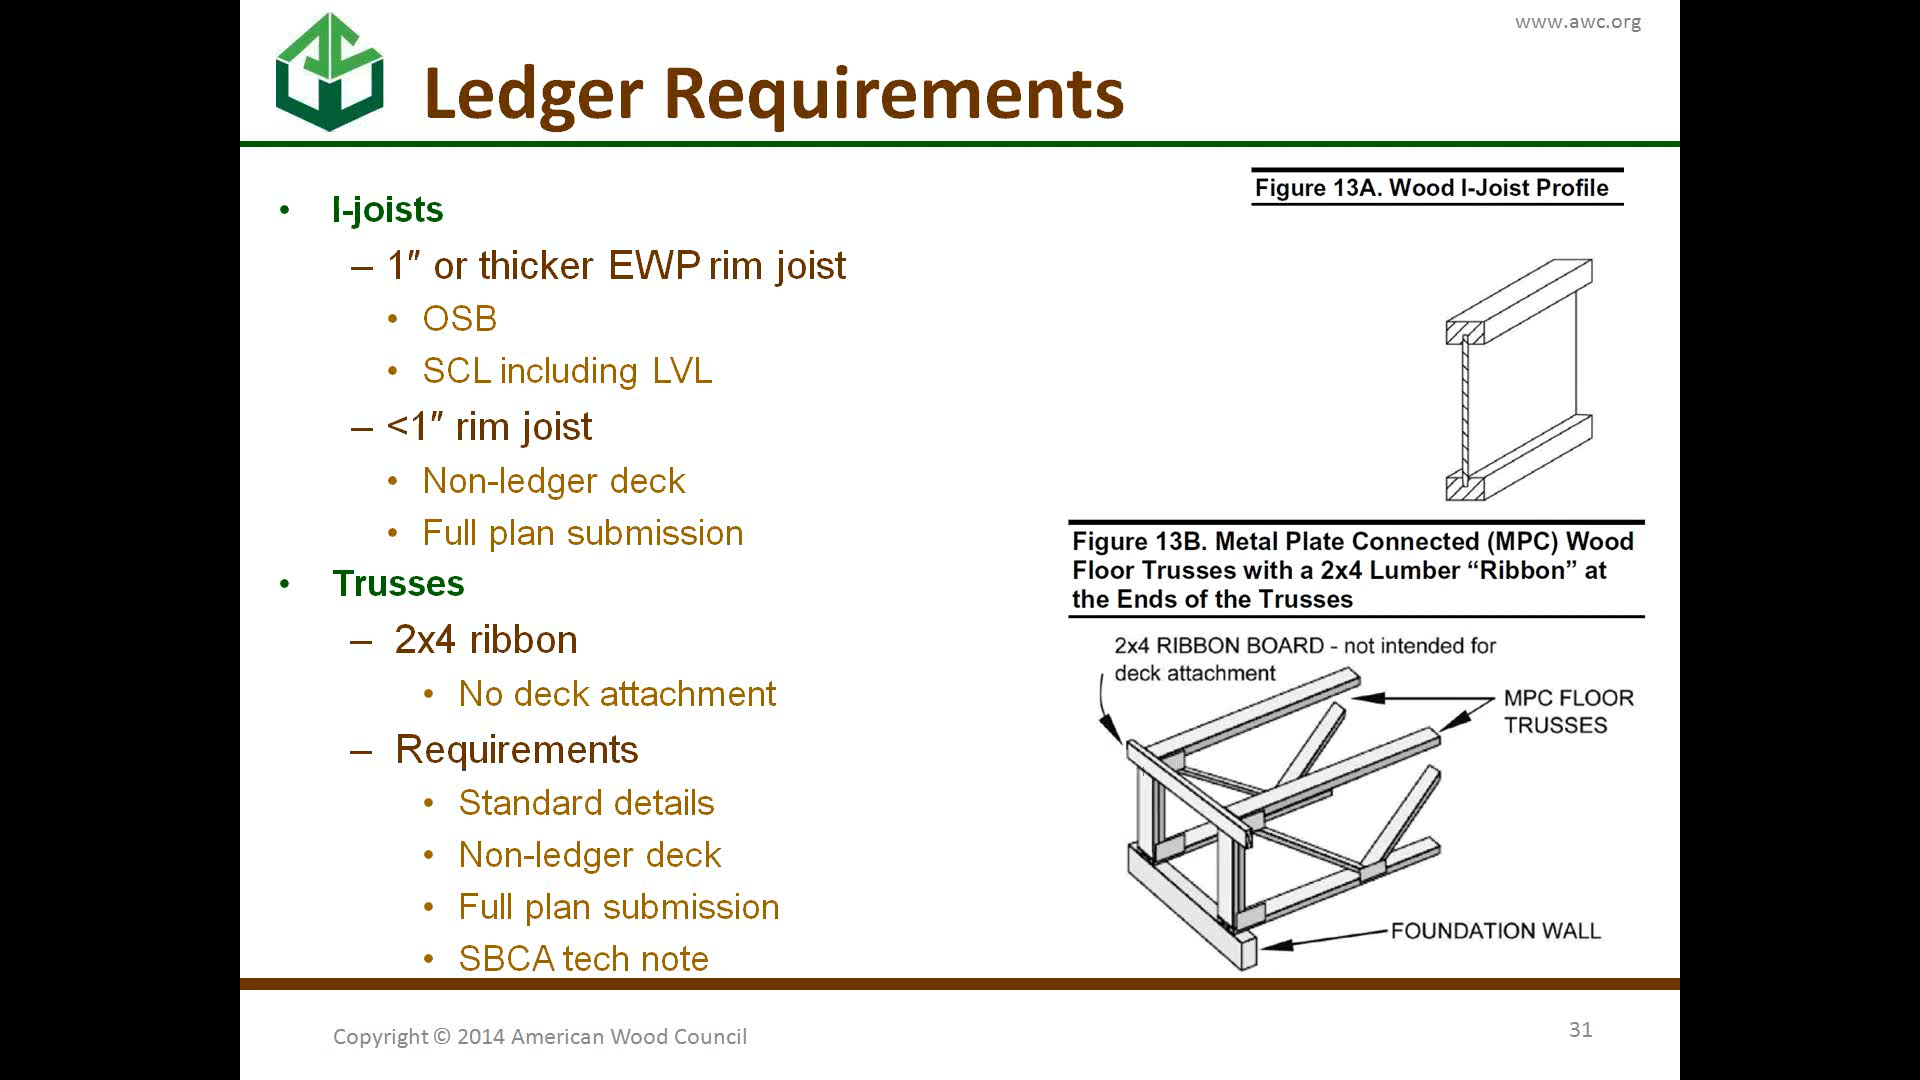 www.awc.org
Ledger Requirements
• I-joists
– 1″ or thicker EWP rim joist
• OSB
• SCL including LVL
– <1″ rim joist
• Non-ledger deck
• Full plan submission
• Trusses
– 2x4 ribbon
• No deck attachment
– Requirements
• Standard details
• Non-ledger deck
• Full plan submission
• SBCA tech note
Figure 13A. Wood I-Joist Profile
Figure 13B. Metal Plate Connected (MPC) Wood
Floor Trusses with a 2x4 Lumber “Ribbon” at
the Ends of the Trusses
2x4 RIBBON BOARD - not intended for
deck attachment
MPC FLOOR
TRUSSES
FOUNDATION WALL
Copyright © 2014 American Wood Council
31